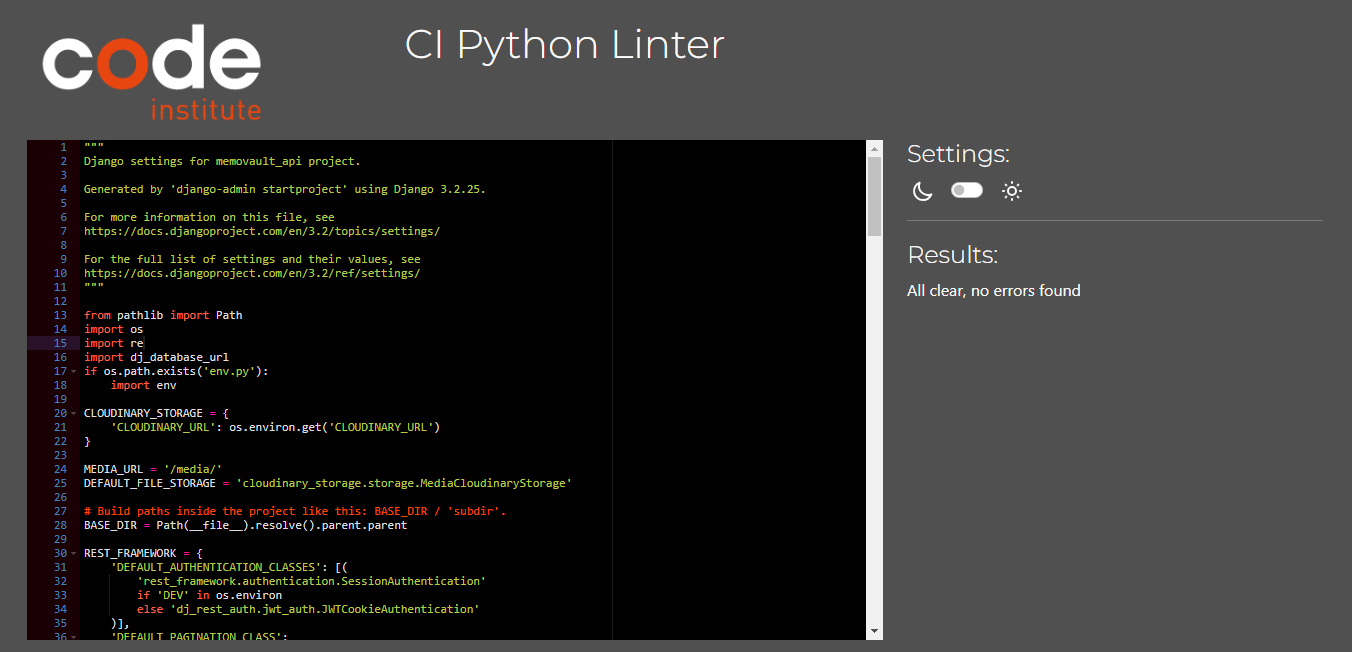 code
institute
CI Python Linter
1 """
2 Django settings for memovault_api project.
3
4 Generated by 'django-admin startproject' using Django 3.2.25.
5
6 For more information on this file, see
7 https://docs.djangoproject.com/en/3.2/topics/settings/
8
9 For the full list of settings and their values, see
10 https://docs.djangoproject.com/en/3.2/ref/settings/
11 """
12
13 from pathlib import Path
14 import os
15 import re
16 import dj_database_url
17 if os.path.exists('env.py'):
18     import env
19
20 CLOUDINARY_STORAGE = {
21     'CLOUDINARY_URL': os.environ.get('CLOUDINARY_URL')
22 }
23
24 MEDIA_URL = '/media/'
25 DEFAULT_FILE_STORAGE = 'cloudinary_storage.storage.MediaCloudinaryStorage'
26
27 # Build paths inside the project like this: BASE_DIR / 'subdir'.
28 BASE_DIR = Path(__file__).resolve().parent.parent
29
30 REST_FRAMEWORK = {
31     'DEFAULT_AUTHENTICATION_CLASSES': [(
32         'rest_framework.authentication.SessionAuthentication'
33         if 'DEV' in os.environ
34         else 'dj_rest_auth.jwt_auth.JWTCookieAuthentication'
35     )],
36     'DEFAULT_PAGINATION_CLASS':
Settings:
Results:
All clear, no errors found